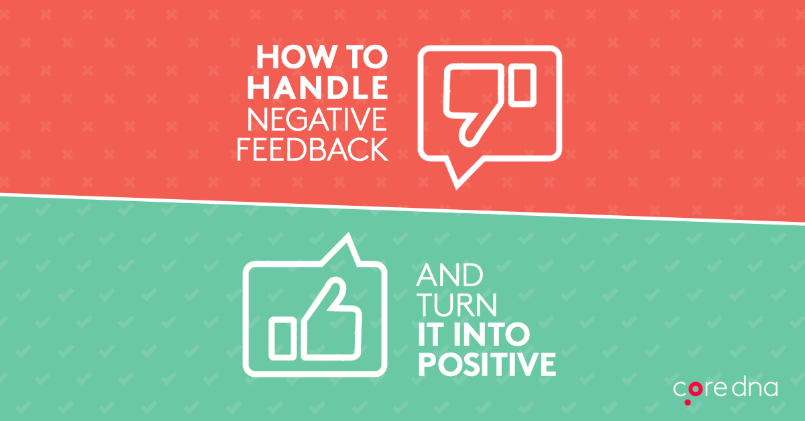 HOW TO
HANDLE
NEGATIVE
FEEDBACK
AND
TURN
IT INTO
POSITIVE
core dna